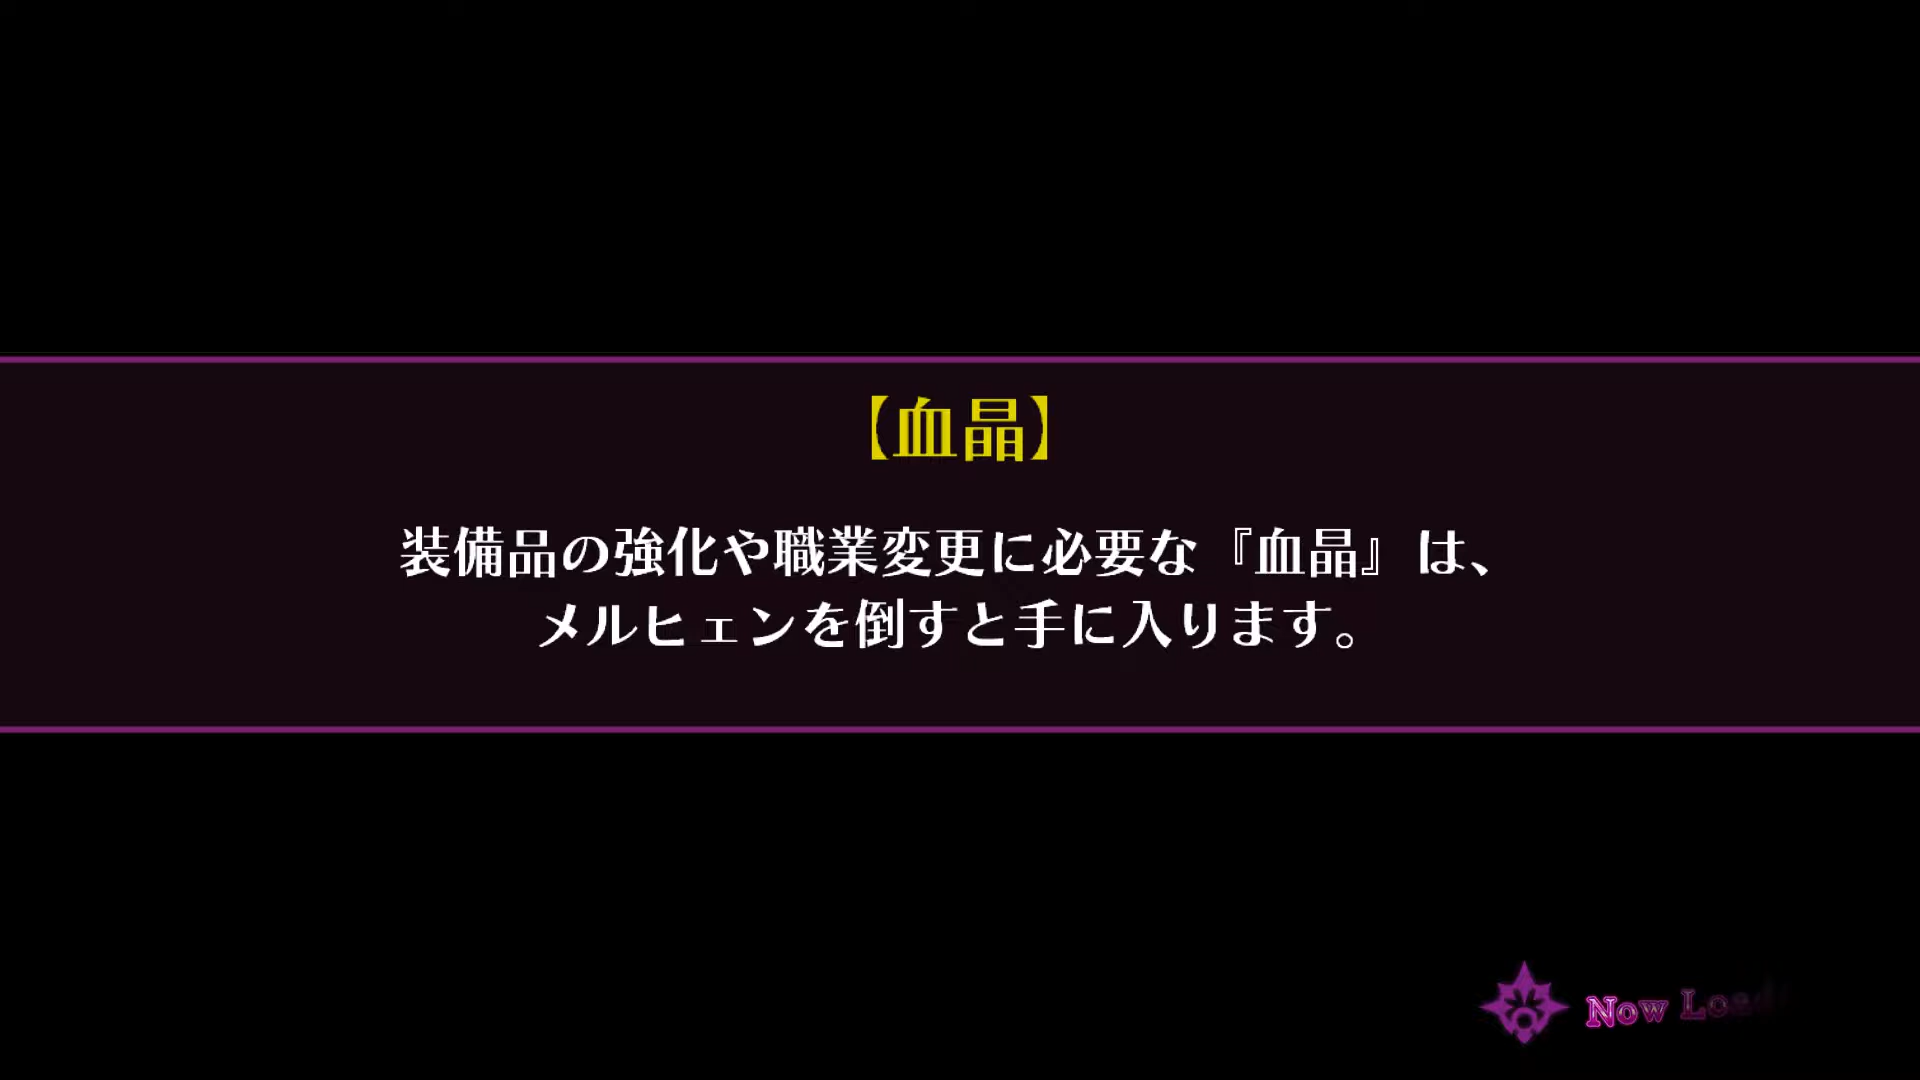 【血晶】
装備品の強化や職業変更に必要な『血晶』は、
メルヒェンを倒すと手に入ります。
Now Load